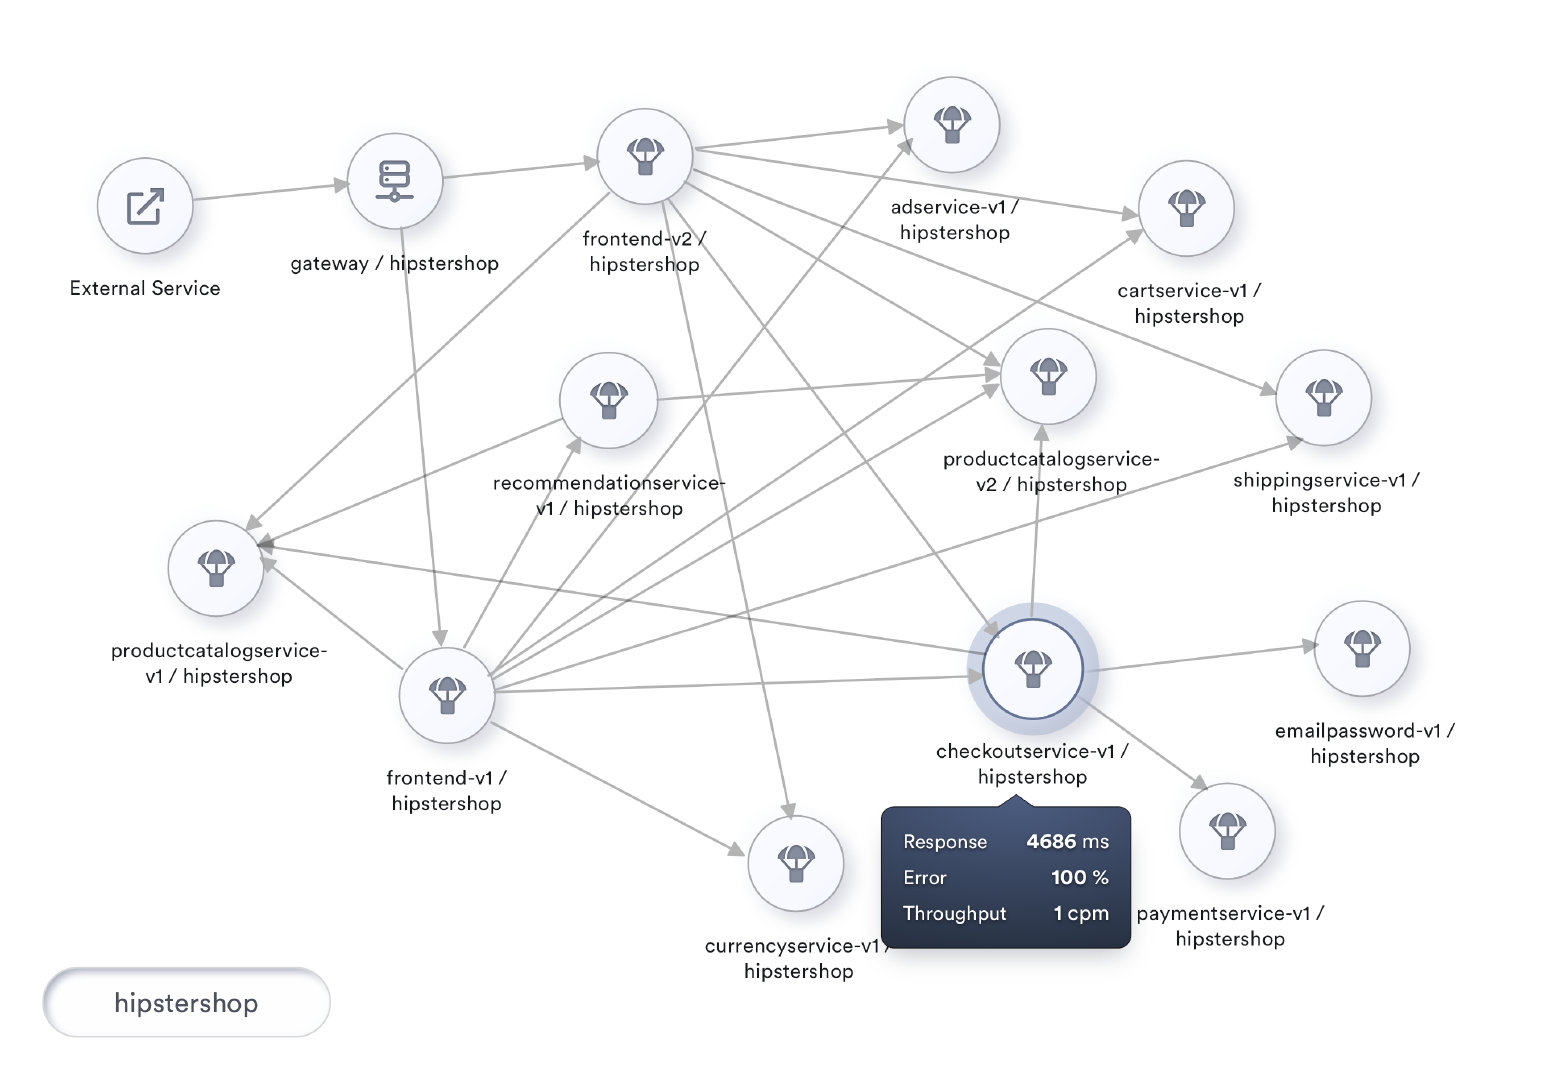 adservice-v1 /
hipstershop
frontend-v2 /
hipstershop
gateway / hipstershop
External Service
cartservice-v1 /
hipstershop
productcatalogservice-
v2 / hipstershop
recommendationservice-
v1 / hipstershop
shippingservice-v1 /
hipstershop
productcatalogservice-
v1 / hipstershop
emailpassword-v1 /
hipstershop
checkoutservice-v1 /
hipstershop
frontend-v1 /
hipstershop
Response 4686 ms
Error 100 %
Throughput 1 cpm
paymentservice-v1 /
hipstershop
currencyservice-v1 /
hipstershop
hipstershop